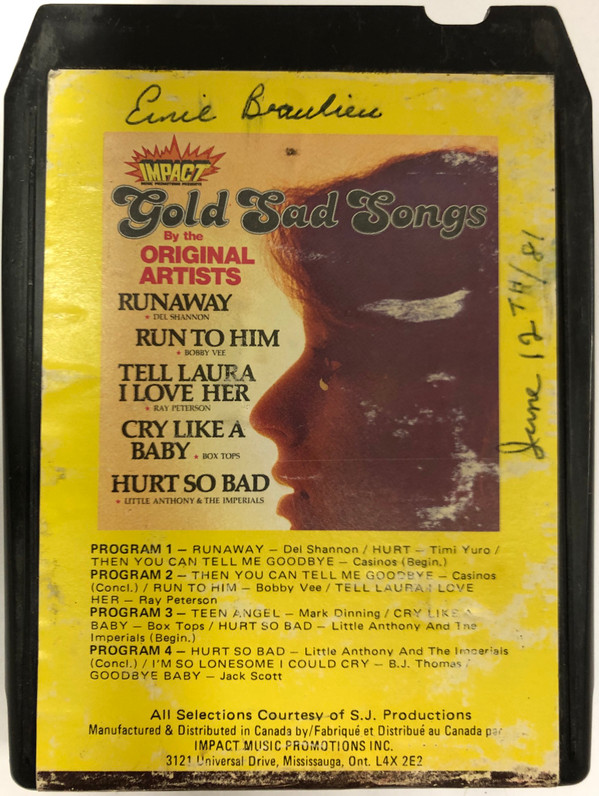 Ernie Beaulieu
IMPACT
MUSIC PROMOTIONS PRESENTS
Gold Sad Songs
By the
ORIGINAL
ARTISTS
RUNAWAY
• DEL SHANNON
RUN TO HIM
• BOBBY VEE
TELL LAURA
I LOVE HER
• RAY PETERSON
CRY LIKE A
BABY • BOX TOPS
HURT SO BAD
• LITTLE ANTHONY & THE IMPERIALS
June 12TH/81
PROGRAM 1 — RUNAWAY — Del Shannon / HURT — Timi Yuro /
THEN YOU CAN TELL ME GOODBYE — Casinos (Begin.)
PROGRAM 2 — THEN YOU CAN TELL ME GOODBYE — Casinos
(Concl.) / RUN TO HIM — Bobby Vee / TELL LAURA I LOVE
HER — Ray Peterson
PROGRAM 3 — TEEN ANGEL — Mark Dinning / CRY LIKE A
BABY — Box Tops / HURT SO BAD — Little Anthony And The
Imperials (Begin.)
PROGRAM 4 — HURT SO BAD — Little Anthony And The Imperials
(Concl.) / I'M SO LONESOME I COULD CRY — B.J. Thomas /
GOODBYE BABY — Jack Scott
All Selections Courtesy of S.J. Productions
Manufactured & Distributed in Canada by/Fabriqué et Distribué au Canada par
IMPACT MUSIC PROMOTIONS INC.
3121 Universal Drive, Mississauga, Ont. L4X 2E2